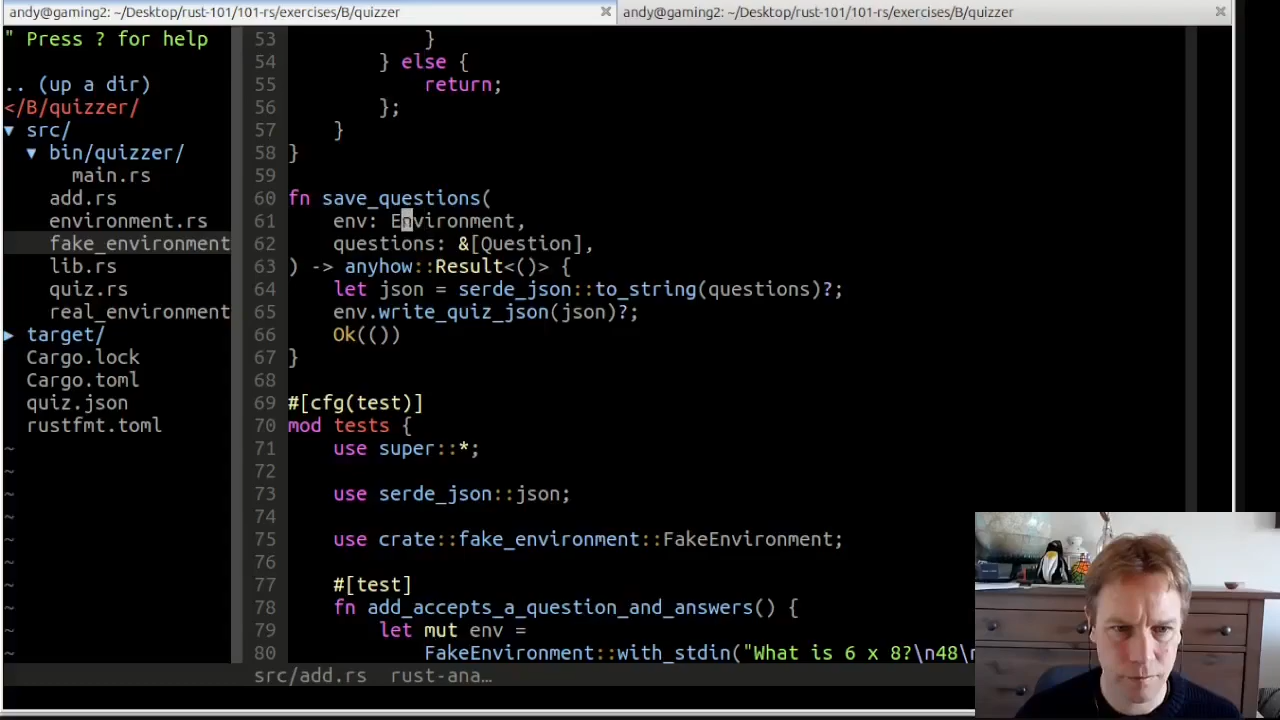 andy@gaming2: ~/Desktop/rust-101/101-rs/exercises/B/quizzer
andy@gaming2: ~/Desktop/rust-101/101-rs/exercises/B/quizzer
" Press ? for help
.. (up a dir)
</B/quizzer/
▼ src/
▼ bin/quizzer/
main.rs
add.rs
environment.rs
fake_environment
lib.rs
quiz.rs
real_environment
▶ target/
Cargo.lock
Cargo.toml
quiz.json
rustfmt.toml
~
~
~
~
~
~
~
~
~
53 }
54 } else {
55 return;
56 };
57 }
58 }
59
60 fn save_questions(
61 env: Environment,
62 questions: &[Question],
63 ) -> anyhow::Result<()> {
64 let json = serde_json::to_string(questions)?;
65 env.write_quiz_json(json)?;
66 Ok(())
67 }
68
69 #[cfg(test)]
70 mod tests {
71 use super::*;
72
73 use serde_json::json;
74
75 use crate::fake_environment::FakeEnvironment;
76
77 #[test]
78 fn add_accepts_a_question_and_answers() {
79 let mut env =
80 FakeEnvironment::with_stdin("What is 6 x 8?\n48\n
src/add.rs rust-ana…